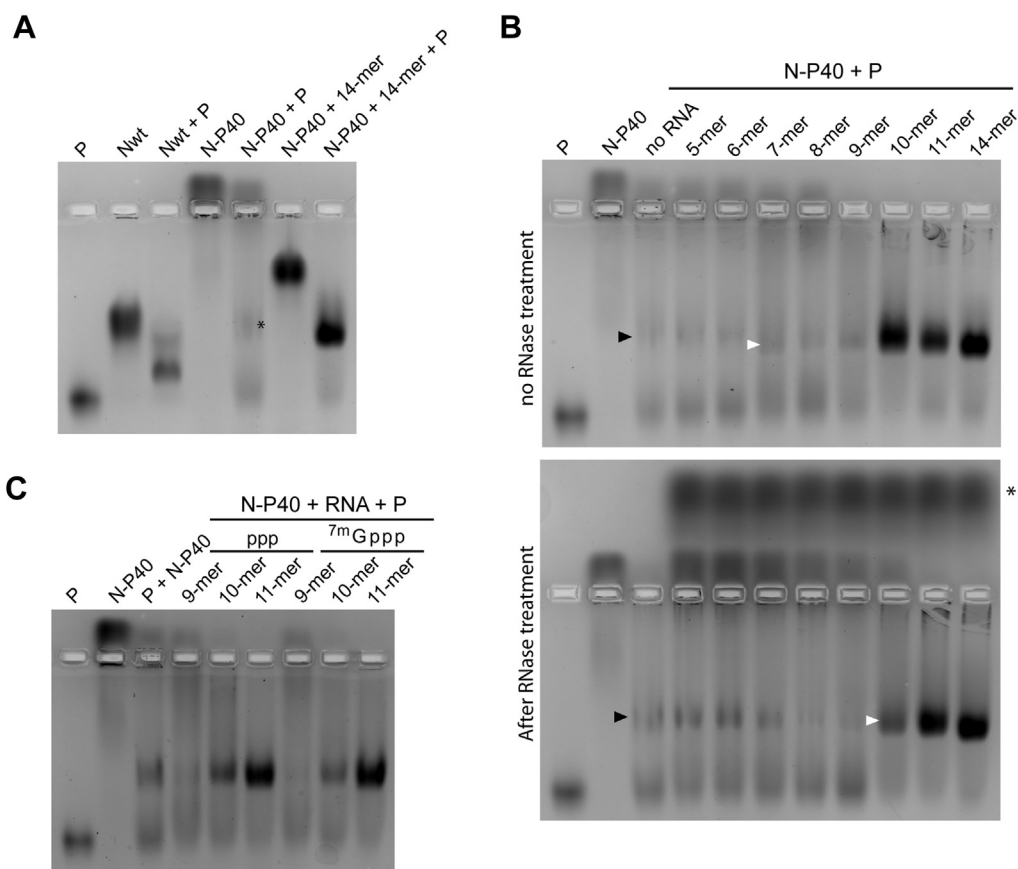 A
P
Nwt
Nwt + P
N-P40
N-P40 + P
N-P40 + 14-mer
N-P40 + 14-mer + P
*
B
N-P40 + P
P
N-P40
no RNA
5-mer
6-mer
7-mer
8-mer
9-mer
10-mer
11-mer
14-mer
no RNase treatment
After RNase treatment
*
C
N-P40 + RNA + P
ppp
7mGppp
P
N-P40
P + N-P40
9-mer
10-mer
11-mer
9-mer
10-mer
11-mer